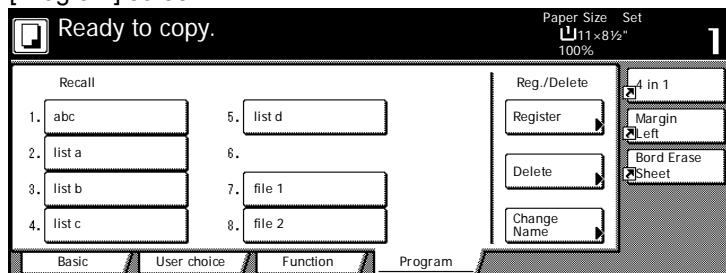 Ready to copy.
Paper Size Set
11×8½"
100%
1
Recall
1. abc
2. list a
3. list b
4. list c
5. list d
6.
7. file 1
8. file 2
Reg./Delete
Register
Delete
Change
Name
4 in 1
Margin
Left
Bord Erase
Sheet
Basic
User choice
Function
Program